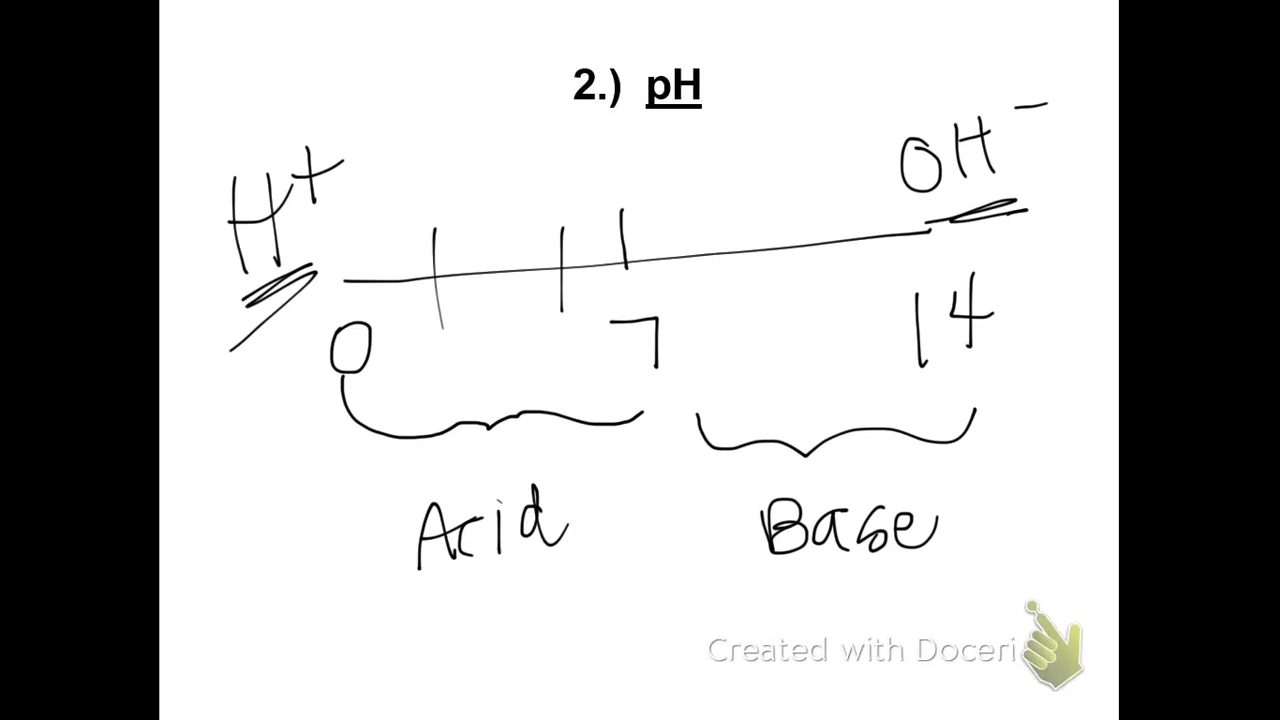 2.) pH
H+ OH−
0 7 14
Acid Base
Created with Doceri